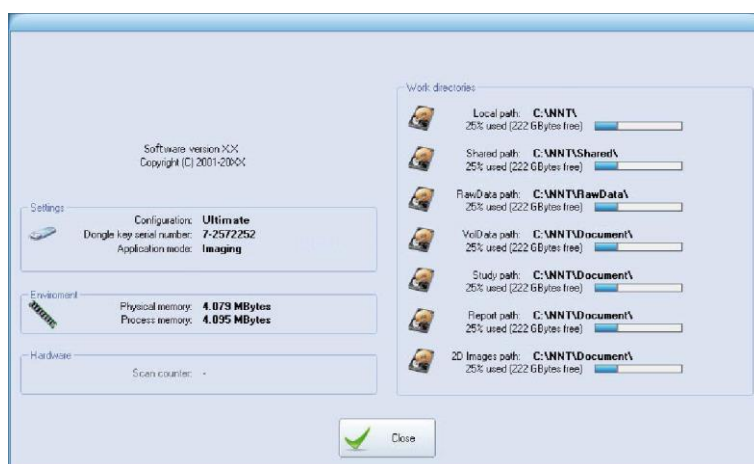 Software version XX
Copyright (C) 2001-20XX
Settings
Configuration: Ultimate
Dongle key serial number: 7-2572252
Application mode: Imaging
Enviroment
Physical memory: 4.079 MBytes
Process memory: 4.095 MBytes
Hardware
Scan counter: -
Work directories
Local path: C:\NNT\
25% used (222 GBytes free)
Shared path: C:\NNT\Shared\
25% used (222 GBytes free)
RawData path: C:\NNT\RawData\
25% used (222 GBytes free)
VolData path: C:\NNT\Document\
25% used (222 GBytes free)
Study path: C:\NNT\Document\
25% used (222 GBytes free)
Report path: C:\NNT\Document\
25% used (222 GBytes free)
2D Images path: C:\NNT\Document\
25% used (222 GBytes free)
Close